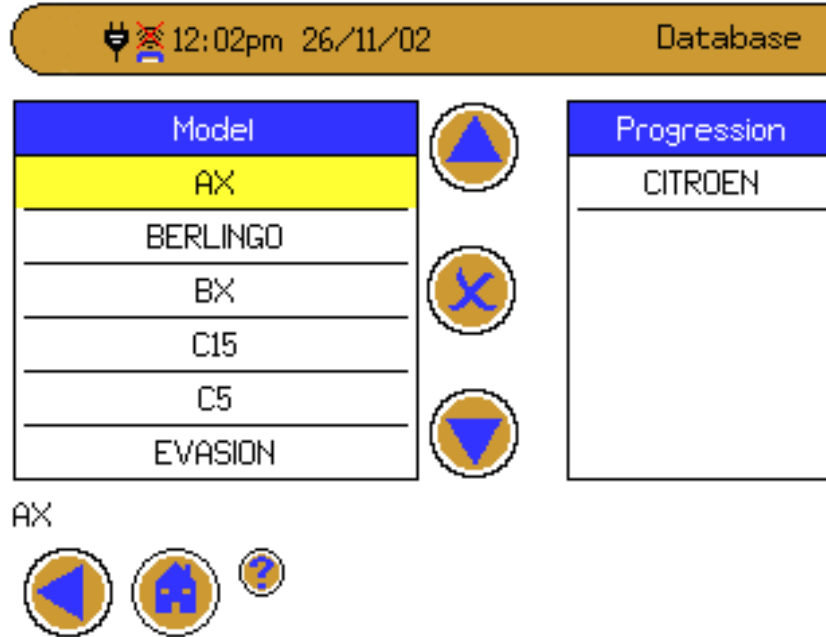 12:02pm 26/11/02 Database
Model
AX
BERLINGO
BX
C15
C5
EVASION
Progression
CITROEN
AX
?